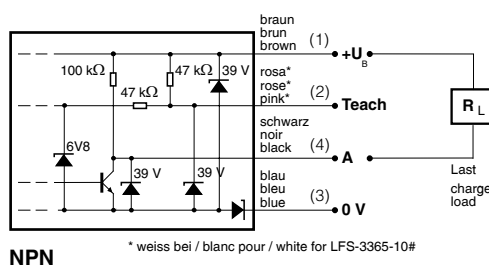 braun
brun
brown
(1)
+UB
100 kΩ
47 kΩ
39 V
47 kΩ
rosa*
rose*
pink*
(2)
Teach
RL
schwarz
noir
black
(4)
A
6V8
39 V
39 V
Last
charge
load
blau
bleu
blue
(3)
0 V
* weiss bei / blanc pour / white for LFS-3365-10#
NPN